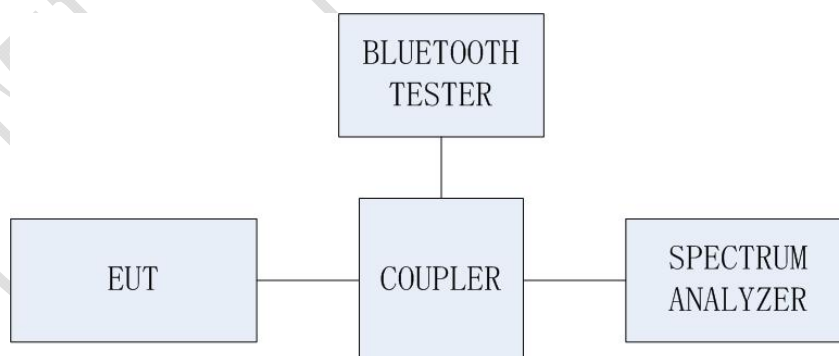 BLUETOOTH
TESTER
EUT
COUPLER
SPECTRUM
ANALYZER